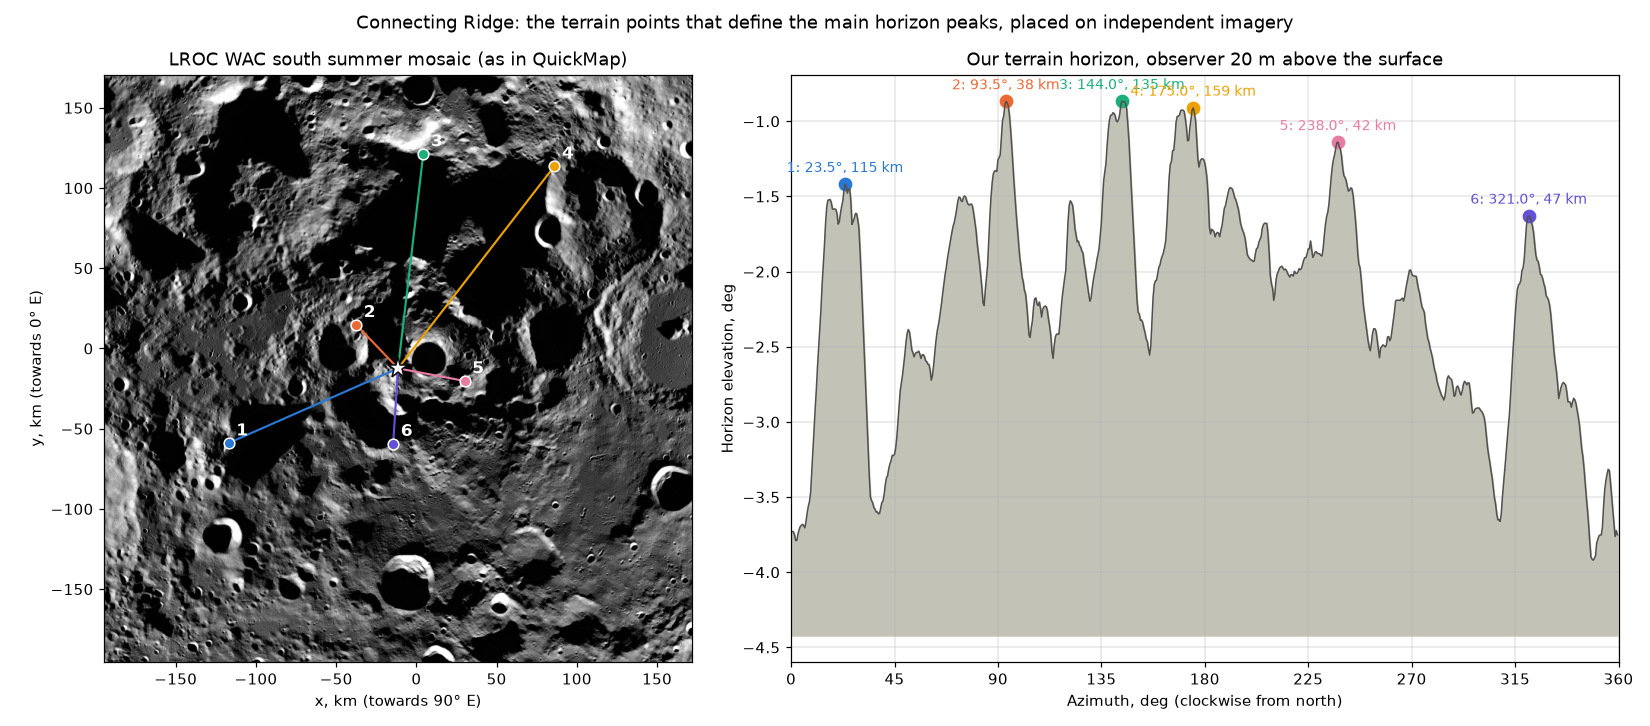 Connecting Ridge: the terrain points that define the main horizon peaks, placed on independent imagery
LROC WAC south summer mosaic (as in QuickMap)
150
100
50
0
−50
−100
−150
y, km (towards 0° E)
1
2
3
4
5
6
−150
−100
−50
0
50
100
150
x, km (towards 90° E)
Our terrain horizon, observer 20 m above the surface
2: 93.5°, 38 km
3: 144.0°, 135 km
4: 175.0°, 159 km
5: 238.0°, 42 km
1: 23.5°, 115 km
6: 321.0°, 47 km
−1.0
−1.5
−2.0
−2.5
−3.0
−3.5
−4.0
−4.5
Horizon elevation, deg
0
45
90
135
180
225
270
315
360
Azimuth, deg (clockwise from north)